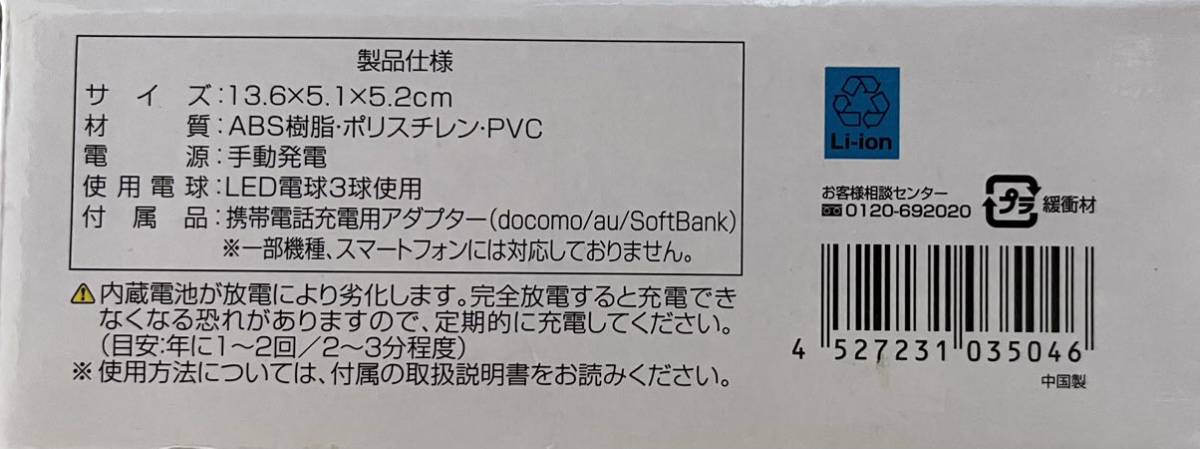 製品仕様
サイズ:13.6×5.1×5.2cm
材質:ABS樹脂・ポリスチレン・PVC
電源:手動発電
使用電球:LED電球3球使用
付属品:携帯電話充電用アダプター(docomo/au/SoftBank)
※一部機種、スマートフォンには対応しておりません。
⚠内蔵電池が放電により劣化します。完全放電すると充電でき
なくなる恐れがありますので、定期的に充電してください。
(目安:年に1～2回／2～3分程度)
※使用方法については、付属の取扱説明書をお読みください。
Li-ion
お客様相談センター
0120-692020
プラ 緩衝材
4 527231 035046
中国製